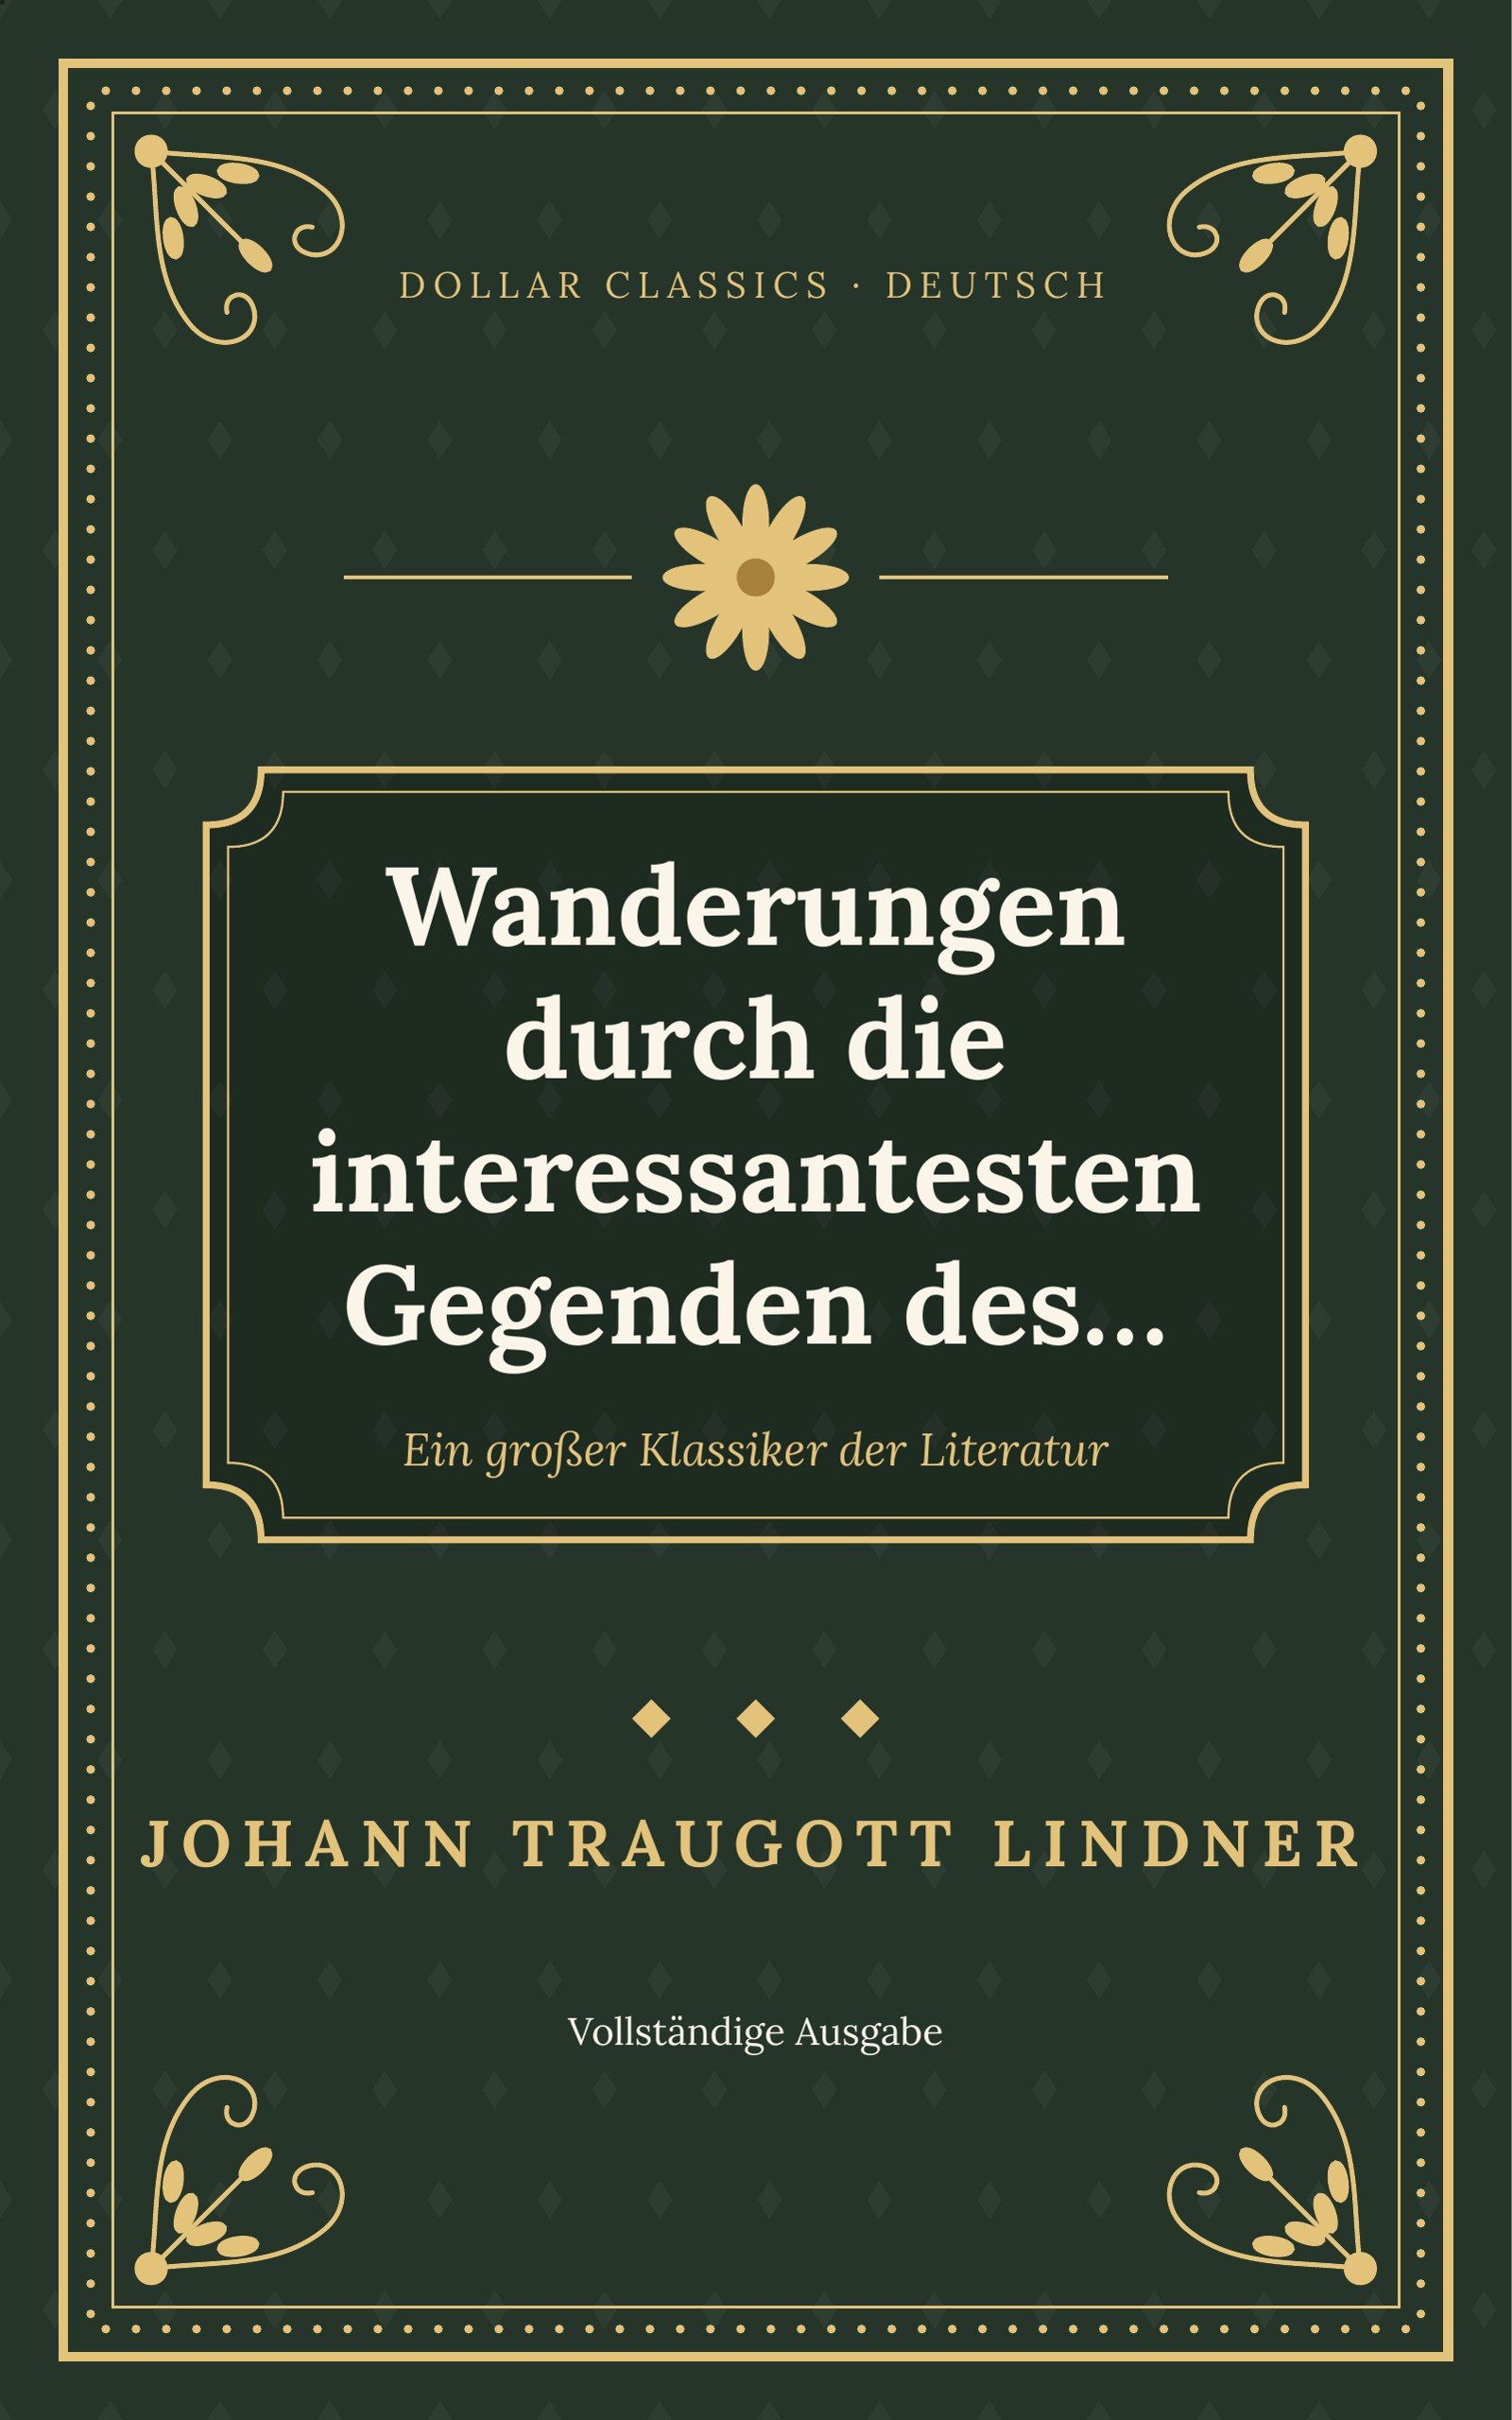 DOLLAR CLASSICS · DEUTSCH
Wanderungen
durch die
interessantesten
Gegenden des...
Ein großer Klassiker der Literatur
JOHANN TRAUGOTT LINDNER
Vollständige Ausgabe